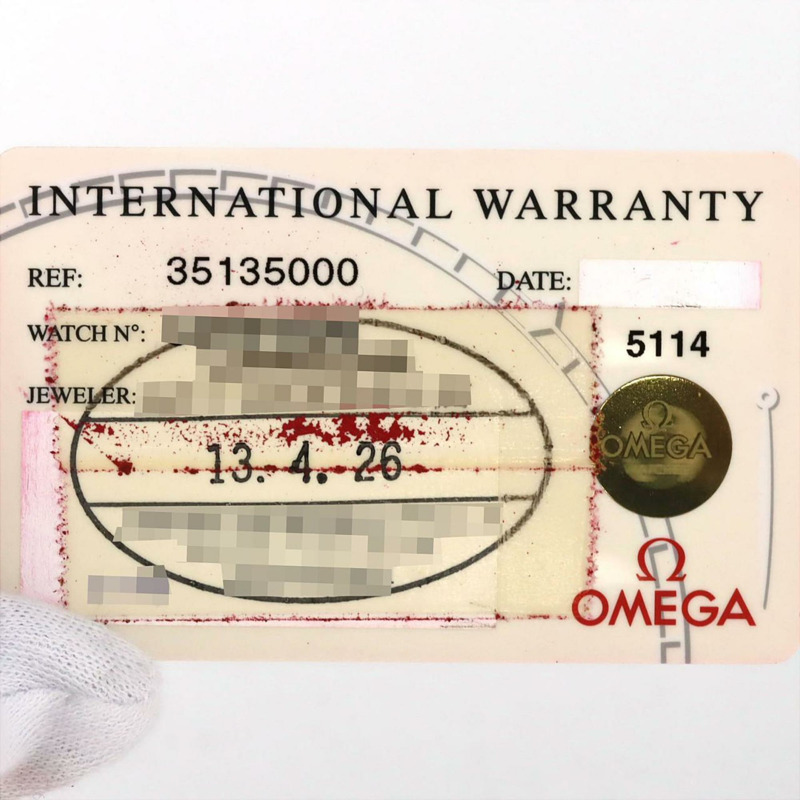 INTERNATIONAL WARRANTY
REF: 35135000 DATE:
WATCH N°:
5114
JEWELER:
OMEGA
13. 4. 26
OMEGA